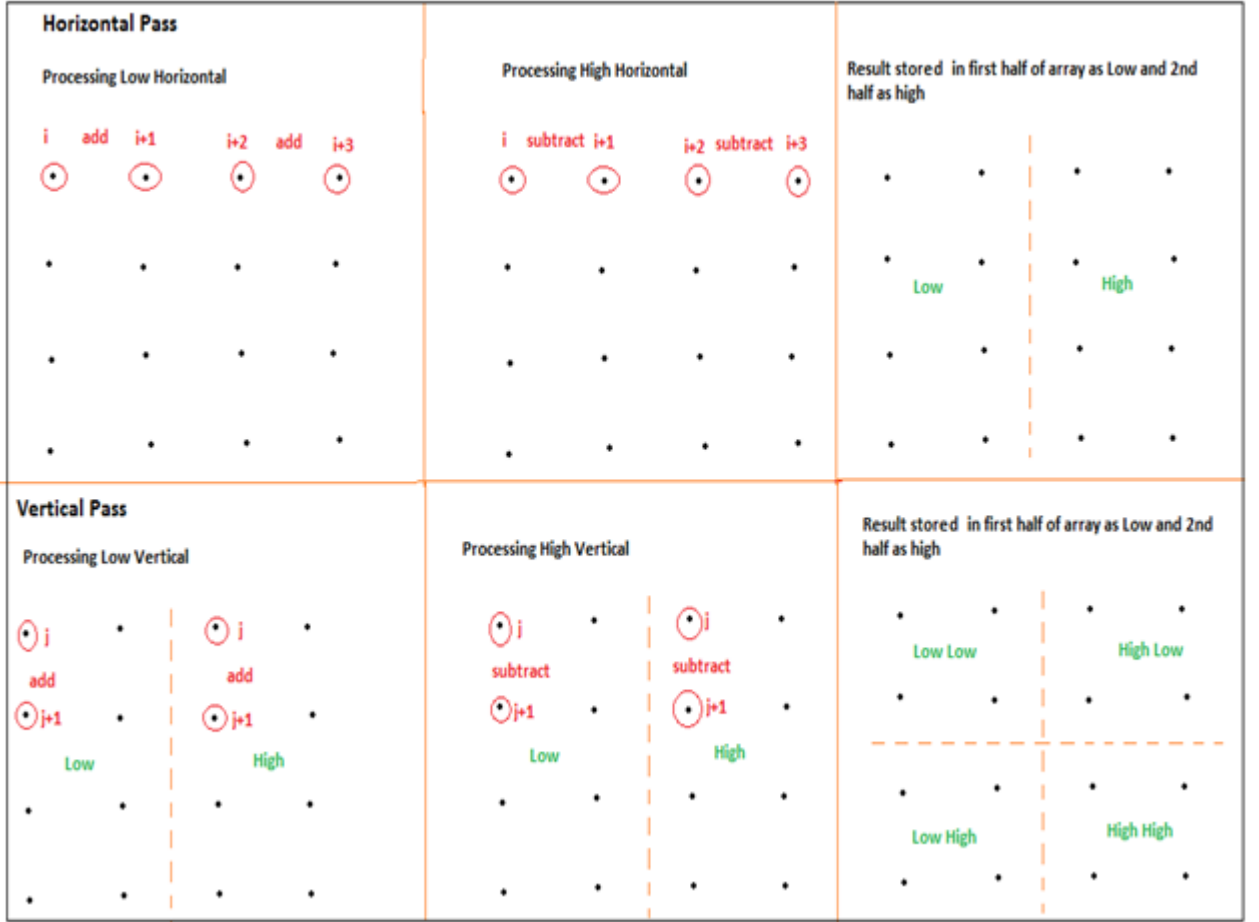 Horizontal Pass
Processing Low Horizontal
i add i+1 i+2 add i+3
Processing High Horizontal
i subtract i+1 i+2 subtract i+3
Result stored in first half of array as Low and 2nd
half as high
Low High
Vertical Pass
Processing Low Vertical
j j
add add
j+1 j+1
Low High
Processing High Vertical
j j
subtract subtract
j+1 j+1
Low High
Result stored in first half of array as Low and 2nd
half as high
Low Low High Low
Low High High High